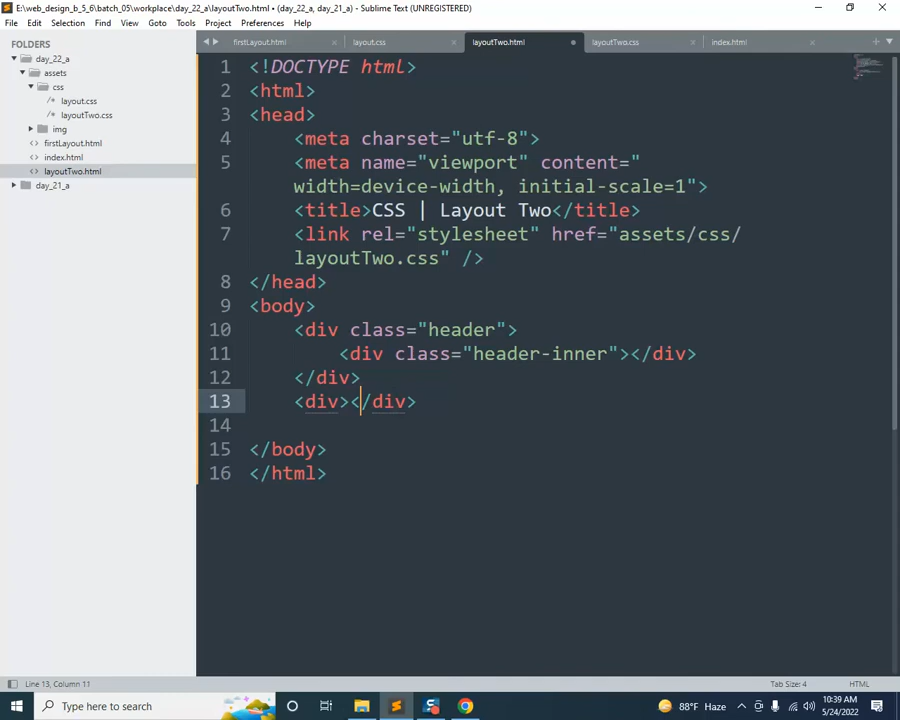 E:\web_design_b_5_6\batch_05\workplace\day_22_a\layoutTwo.html • (day_22_a, day_21_a) - Sublime Text (UNREGISTERED)
File Edit Selection Find View Goto Tools Project Preferences Help
FOLDERS
day_22_a
assets
css
layout.css
layoutTwo.css
img
firstLayout.html
index.html
layoutTwo.html
day_21_a
firstLayout.html layout.css layoutTwo.html layoutTwo.css index.html
1 <!DOCTYPE html>
2 <html>
3 <head>
4 <meta charset="utf-8">
5 <meta name="viewport" content="
width=device-width, initial-scale=1">
6 <title>CSS | Layout Two</title>
7 <link rel="stylesheet" href="assets/css/
layoutTwo.css" />
8 </head>
9 <body>
10 <div class="header">
11 <div class="header-inner"></div>
12 </div>
13 <div></div>
14
15 </body>
16 </html>
Line 13, Column 11 Tab Size: 4 HTML
Type here to search 88°F Haze 10:39 AM
5/24/2022